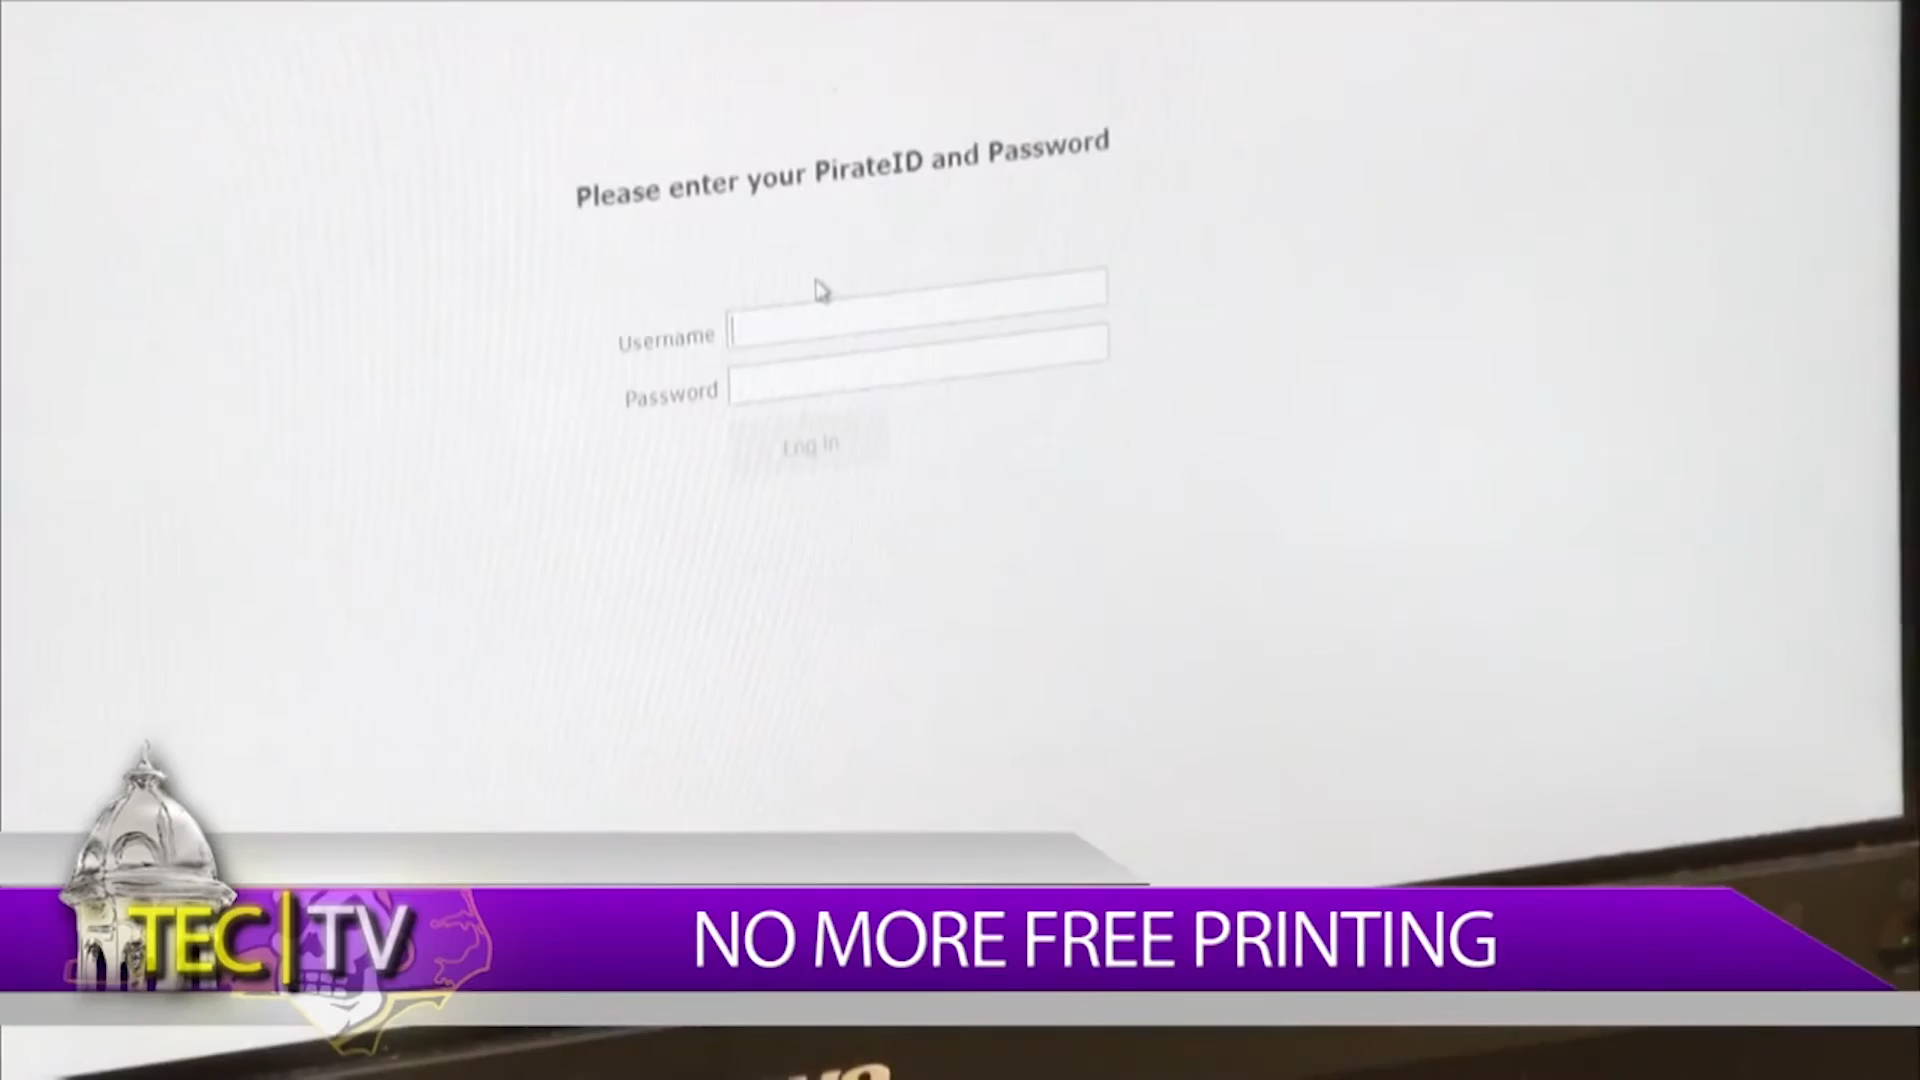 Please enter your PirateID and Password
Username
Password
Log In
TEC|TV
NO MORE FREE PRINTING